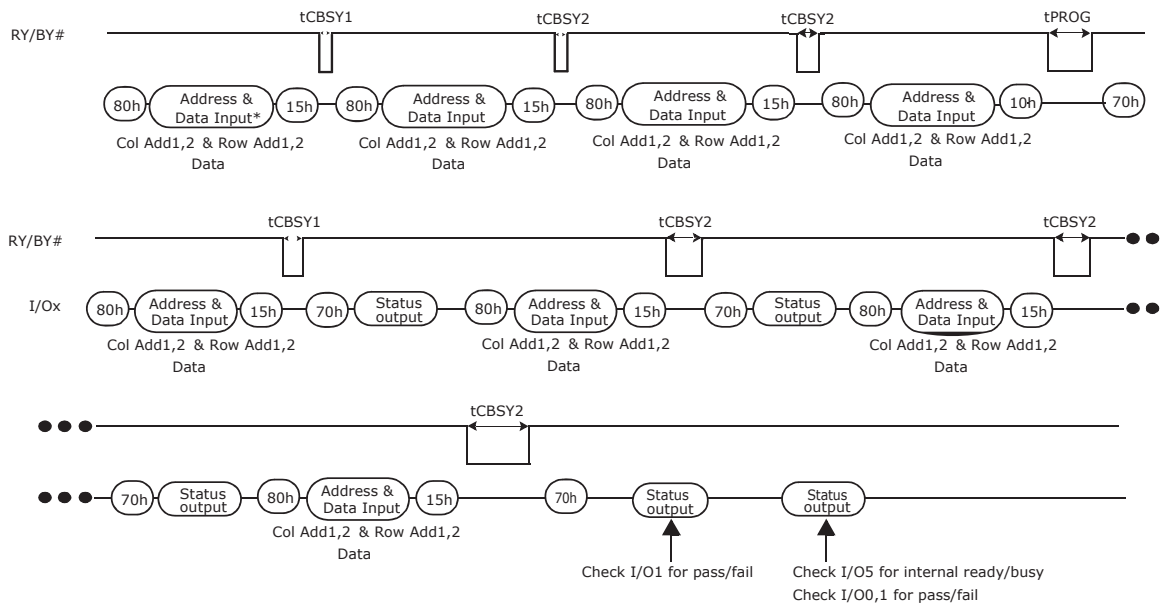 tCBSY1 tCBSY2 tCBSY2 tPROG
RY/BY#
80h Address & Data Input* 15h 80h Address & Data Input 15h 80h Address & Data Input 15h 80h Address & Data Input 10h 70h
Col Add1,2 & Row Add1,2 Col Add1,2 & Row Add1,2 Col Add1,2 & Row Add1,2 Col Add1,2 & Row Add1,2
Data Data Data Data
tCBSY1 tCBSY2 tCBSY2
RY/BY#
I/Ox 80h Address & Data Input 15h 70h Status output 80h Address & Data Input 15h 70h Status output 80h Address & Data Input 15h
Col Add1,2 & Row Add1,2 Col Add1,2 & Row Add1,2 Col Add1,2 & Row Add1,2
Data Data Data
tCBSY2
70h Status output 80h Address & Data Input 15h 70h Status output Status output
Col Add1,2 & Row Add1,2
Data
Check I/O1 for pass/fail Check I/O5 for internal ready/busy
Check I/O0,1 for pass/fail